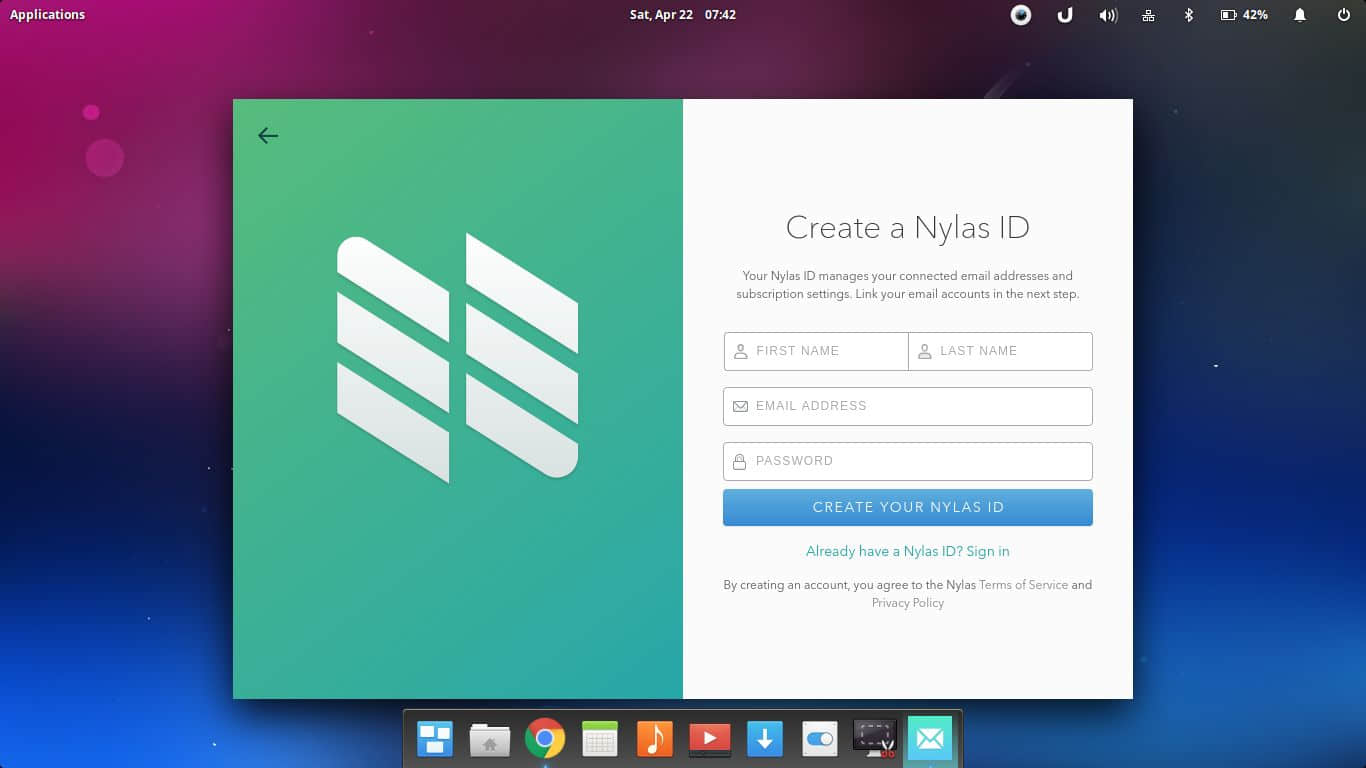 Applications
Sat, Apr 22 07:42
42%
Create a Nylas ID
Your Nylas ID manages your connected email addresses and
subscription settings. Link your email accounts in the next step.
FIRST NAME
LAST NAME
EMAIL ADDRESS
PASSWORD
CREATE YOUR NYLAS ID
Already have a Nylas ID? Sign in
By creating an account, you agree to the Nylas Terms of Service and
Privacy Policy